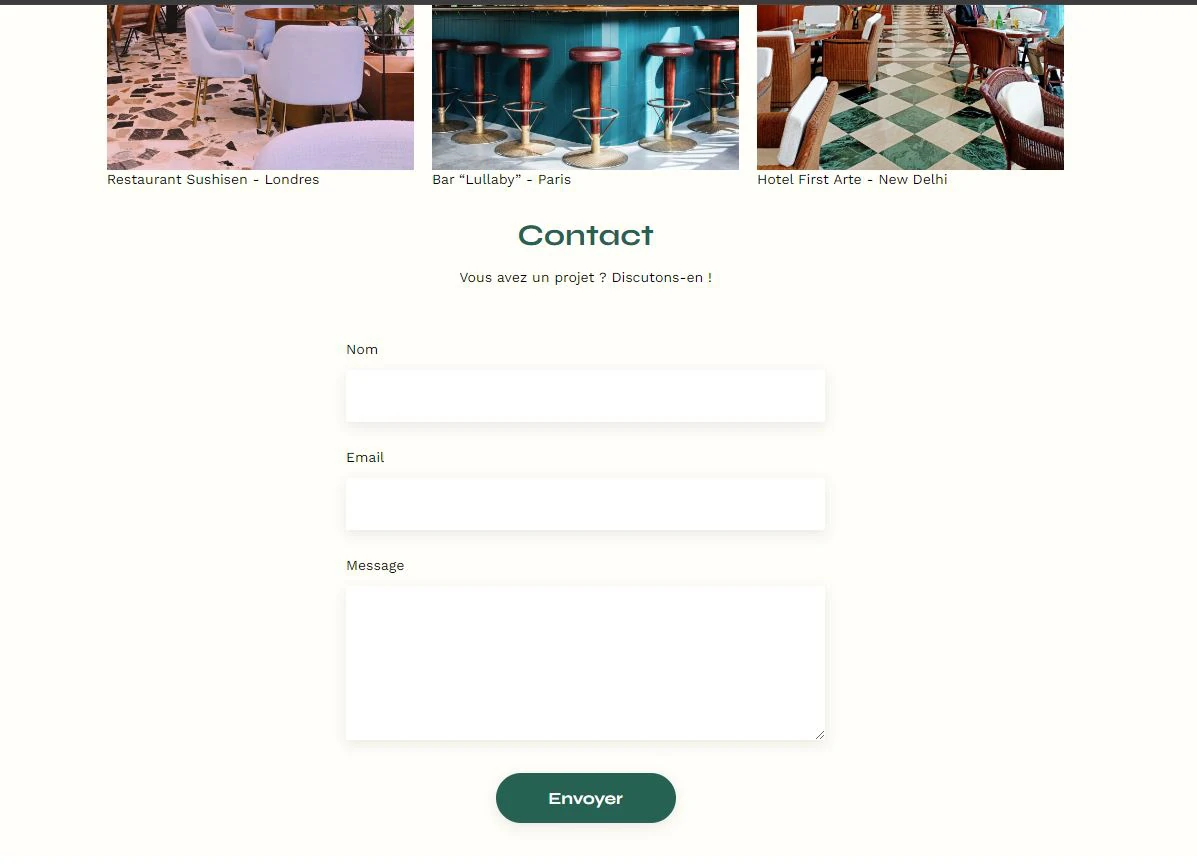 Restaurant Sushisen - Londres
Bar “Lullaby” - Paris
Hotel First Arte - New Delhi
Contact
Vous avez un projet ? Discutons-en !
Nom
Email
Message
Envoyer